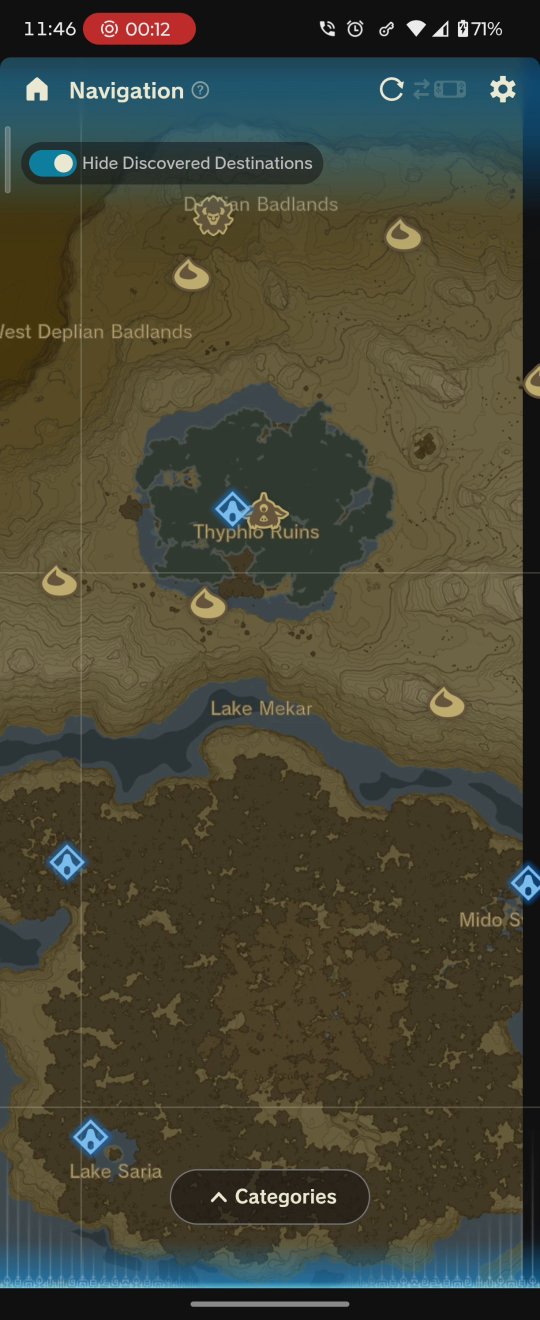 11:46 00:12 71%
Navigation ?
Hide Discovered Destinations
Deplian Badlands
West Deplian Badlands
Thyphlo Ruins
Lake Mekar
Mido S
Lake Saria
Categories